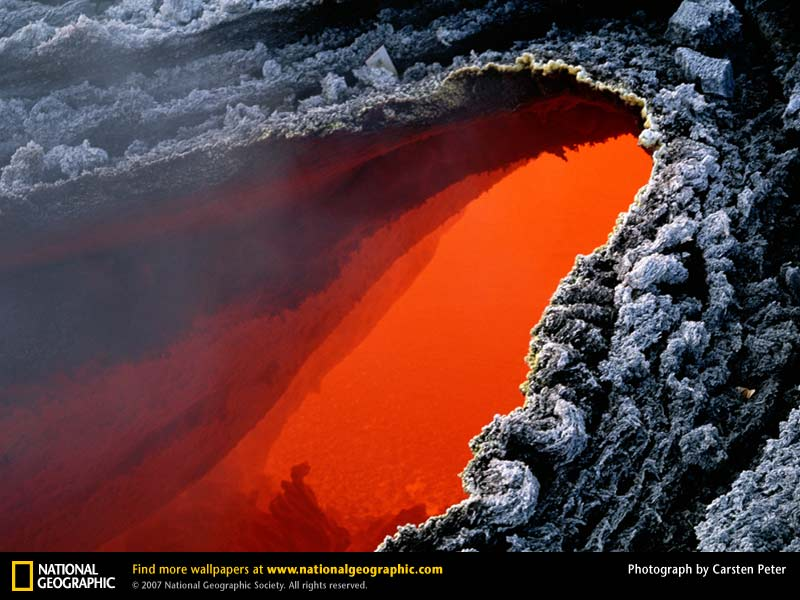 NATIONAL
GEOGRAPHIC
Find more wallpapers at www.nationalgeographic.com
© 2007 National Geographic Society. All rights reserved.
Photograph by Carsten Peter